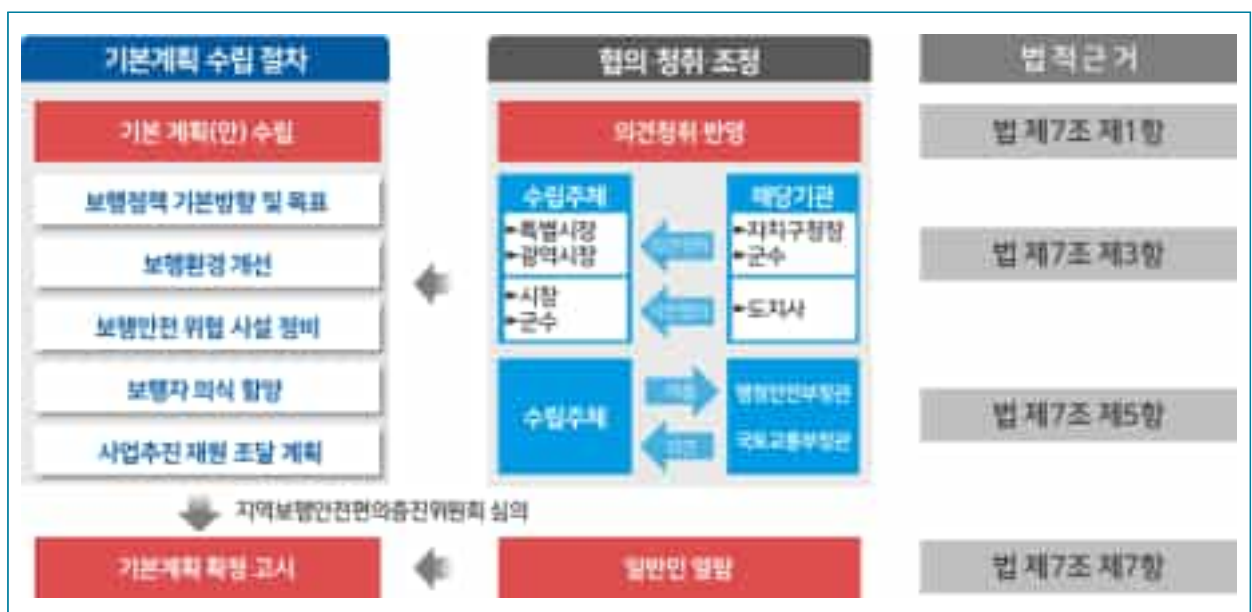 기본계획 수립 절차
기본 계획(안) 수립
보행정책 기본방향 및 목표
보행환경 개선
보행안전 위협 시설 정비
보행자 의식 함양
사업추진 재원 조달 계획
지역보행안전편의증진위원회 심의
기본계획 확정 고시
협의 청취 조정
의견청취 반영
수립주체
해당기관
특별시장
광역시장
자치구청장
군수
시장
군수
도지사
수립주체
행정안전부장관
국토교통부장관
일반인 열람
법적근거
법 제7조 제1항
법 제7조 제3항
법 제7조 제5항
법 제7조 제7항